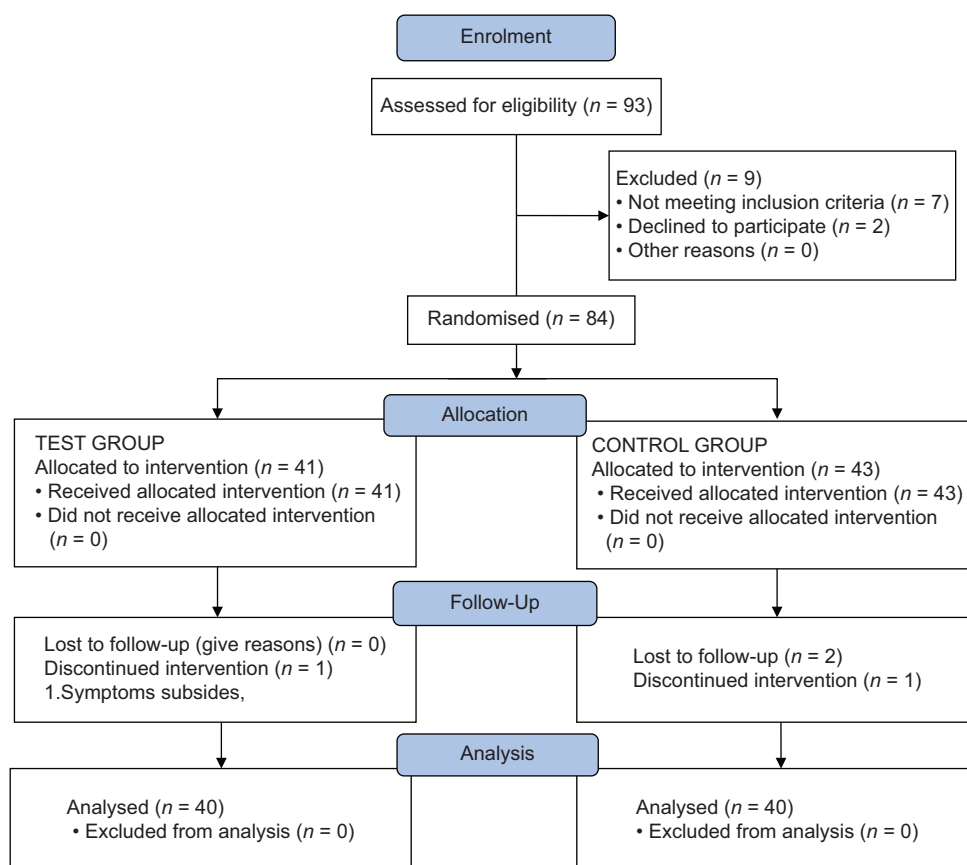 Enrolment
Assessed for eligibility (n = 93)
Excluded (n = 9)
• Not meeting inclusion criteria (n = 7)
• Declined to participate (n = 2)
• Other reasons (n = 0)
Randomised (n = 84)
Allocation
TEST GROUP
Allocated to intervention (n = 41)
• Received allocated intervention (n = 41)
• Did not receive allocated intervention
(n = 0)
CONTROL GROUP
Allocated to intervention (n = 43)
• Received allocated intervention (n = 43)
• Did not receive allocated intervention
(n = 0)
Follow-Up
Lost to follow-up (give reasons) (n = 0)
Discontinued intervention (n = 1)
1.Symptoms subsides,
Lost to follow-up (n = 2)
Discontinued intervention (n = 1)
Analysis
Analysed (n = 40)
• Excluded from analysis (n = 0)
Analysed (n = 40)
• Excluded from analysis (n = 0)